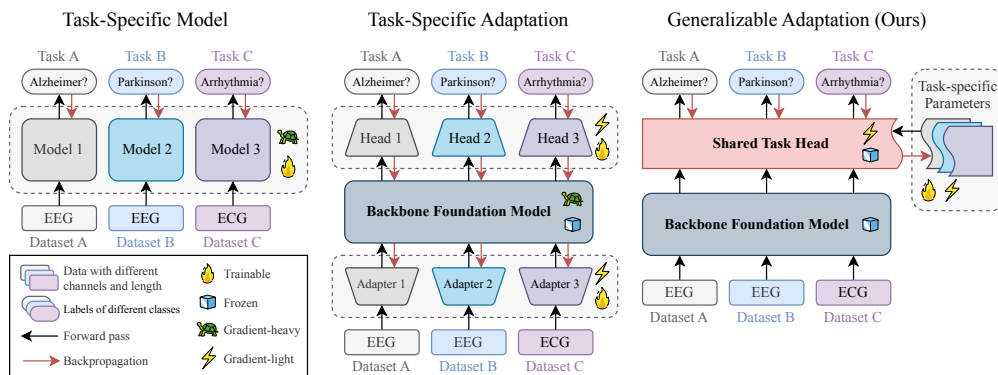 Task-Specific Model
Task A
Task B
Task C
Alzheimer?
Parkinson?
Arrhythmia?
Model 1
Model 2
Model 3
EEG
EEG
ECG
Dataset A
Dataset B
Dataset C
Data with different
channels and length
Labels of different classes
Forward pass
Backpropagation
Trainable
Frozen
Gradient-heavy
Gradient-light
Task-Specific Adaptation
Task A
Task B
Task C
Alzheimer?
Parkinson?
Arrhythmia?
Head 1
Head 2
Head 3
Backbone Foundation Model
Adapter 1
Adapter 2
Adapter 3
EEG
EEG
ECG
Dataset A
Dataset B
Dataset C
Generalizable Adaptation (Ours)
Task A
Task B
Task C
Alzheimer?
Parkinson?
Arrhythmia?
Task-specific
Parameters
Shared Task Head
Backbone Foundation Model
EEG
EEG
ECG
Dataset A
Dataset B
Dataset C